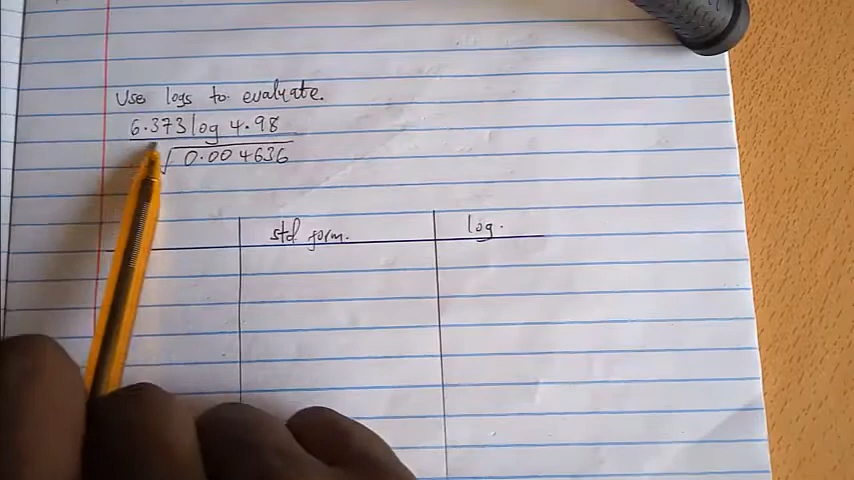 Use logs to evaluate.
6.373 log 4.98
√0.004636
std form. log.